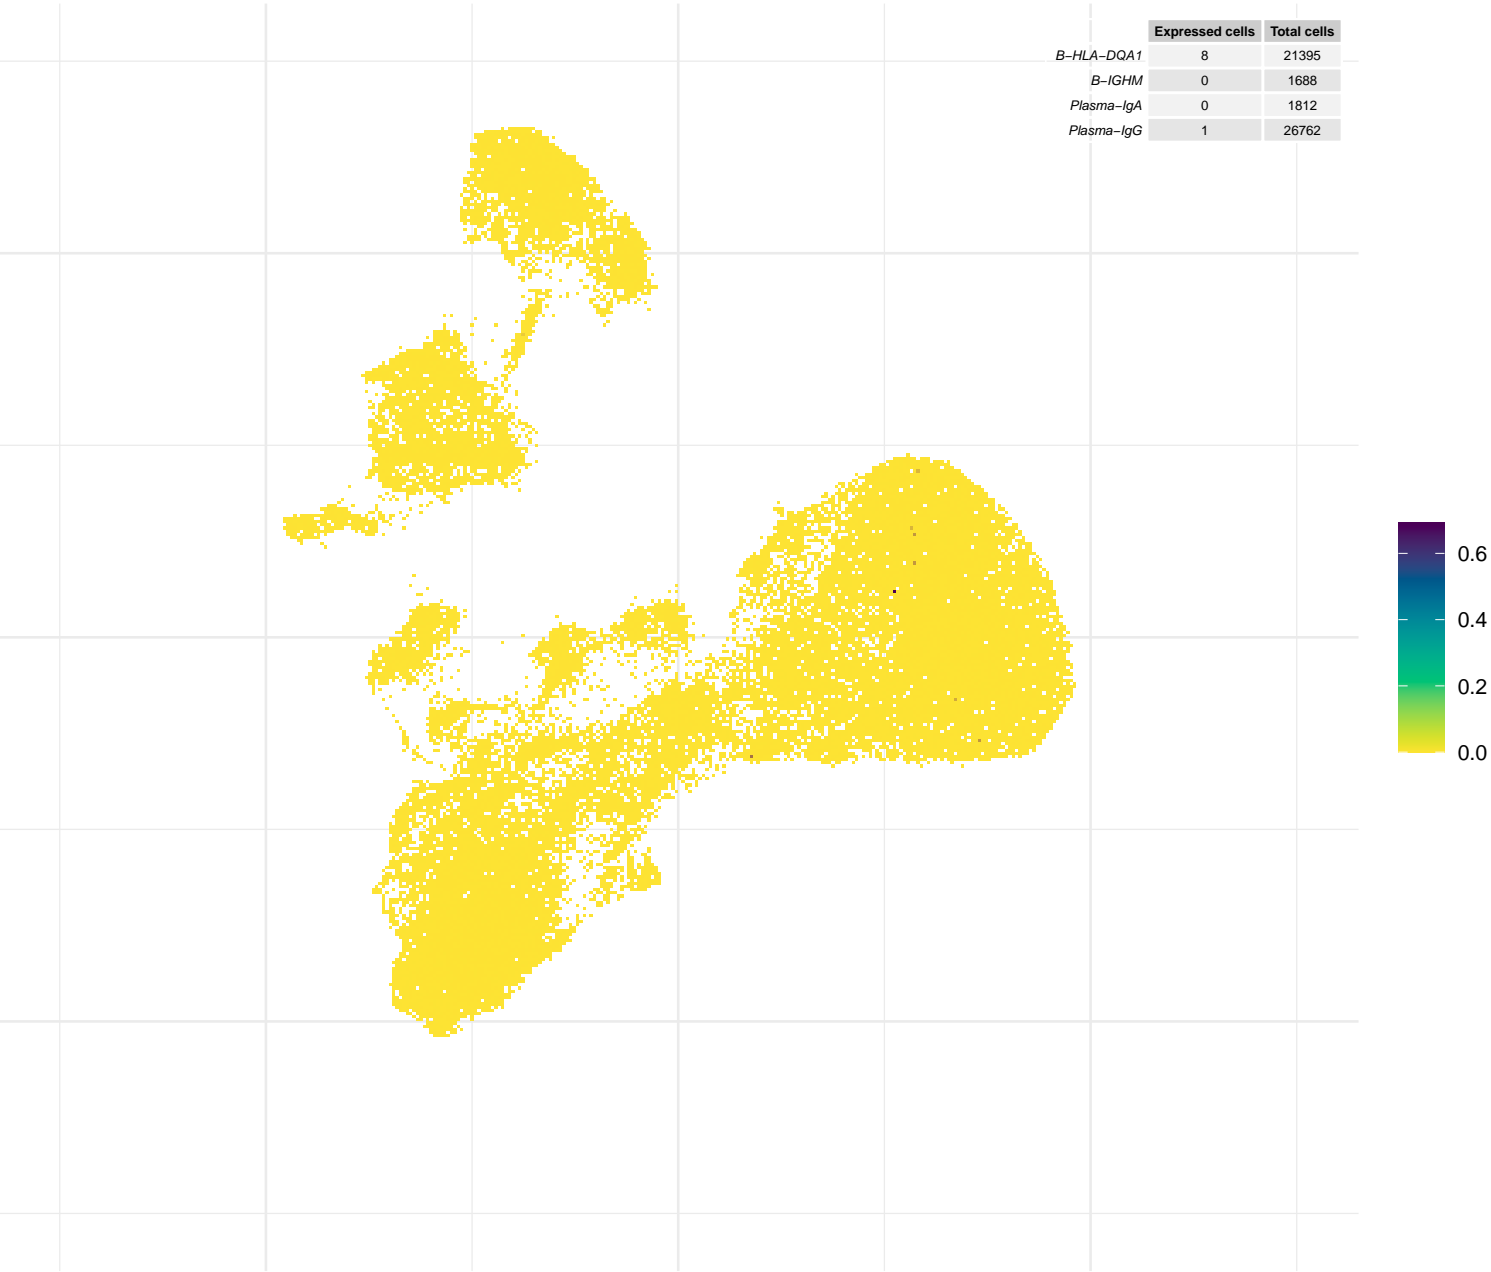 Expressed cells Total cells
B−HLA−DQA1 8 21395
B−IGHM 0 1688
Plasma−IgA 0 1812
Plasma−IgG 1 26762
0.6
0.4
0.2
0.0